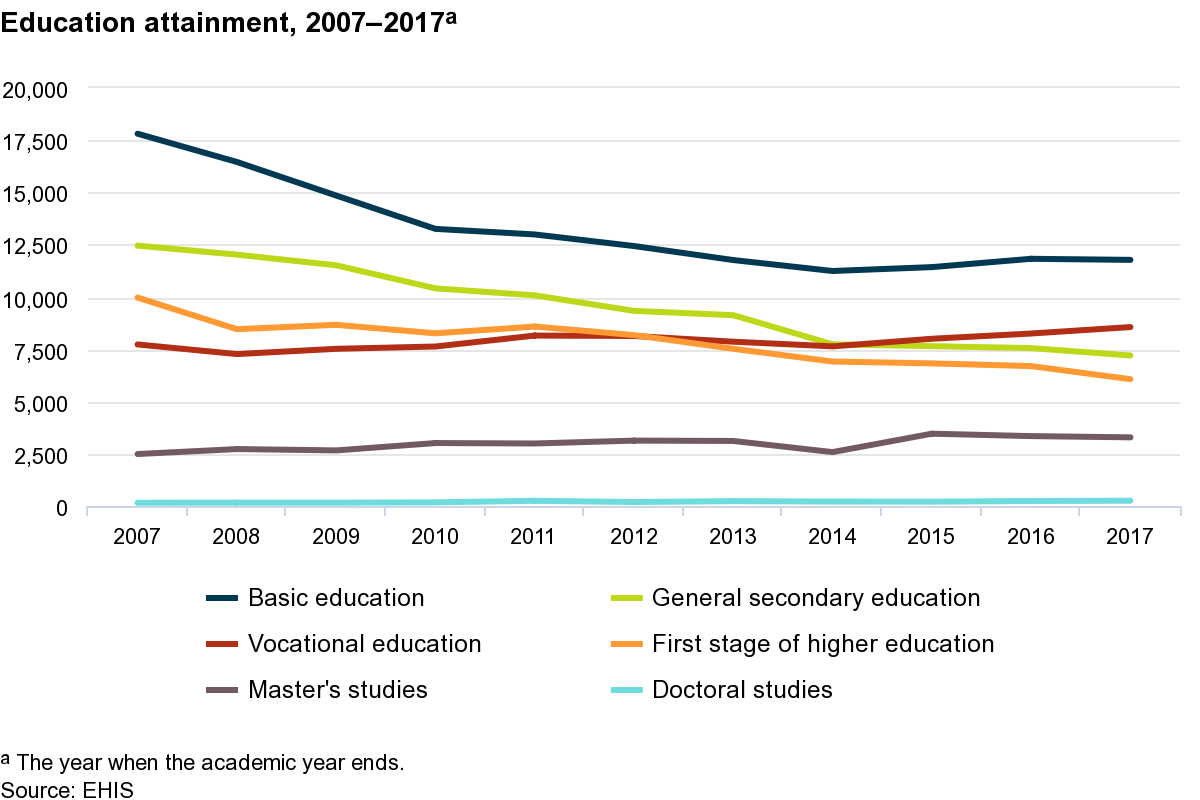 Education attainment, 2007–2017ª
20,000
17,500
15,000
12,500
10,000
7,500
5,000
2,500
0
2007 2008 2009 2010 2011 2012 2013 2014 2015 2016 2017
Basic education General secondary education
Vocational education First stage of higher education
Master's studies Doctoral studies
ª The year when the academic year ends.
Source: EHIS